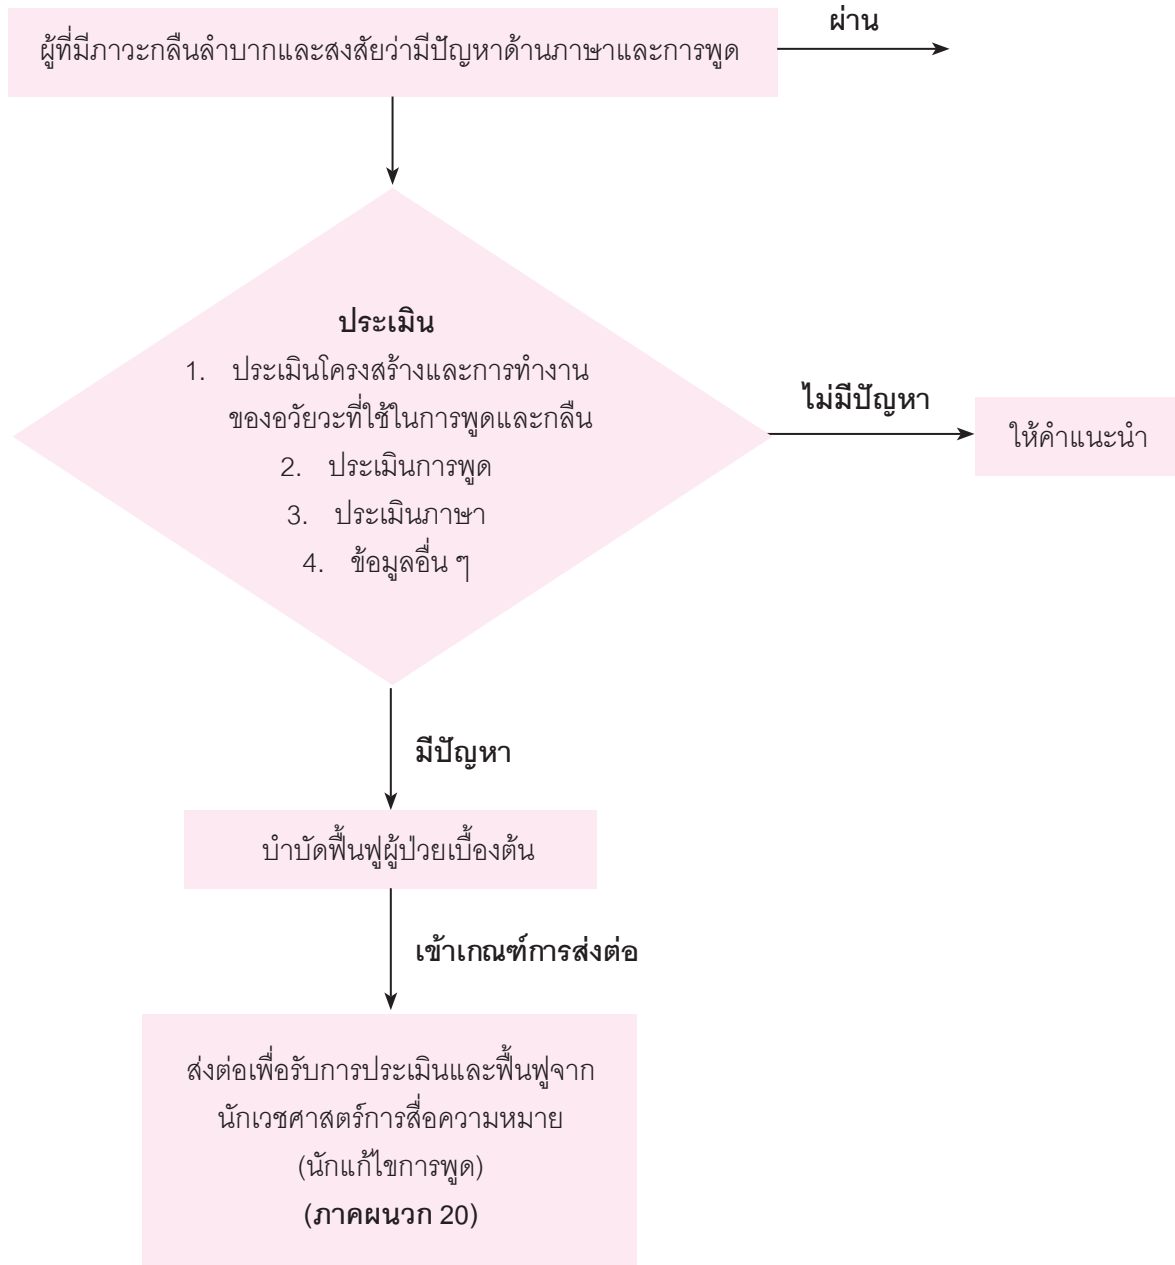 ผ่าน
ผู้ที่มีภาวะกลืนลำบากและสงสัยว่ามีปัญหาด้านภาษาและการพูด
ประเมิน
1. ประเมินโครงสร้างและการทำงาน
ของอวัยวะที่ใช้ในการพูดและกลืน
2. ประเมินการพูด
3. ประเมินภาษา
4. ข้อมูลอื่น ๆ
ไม่มีปัญหา
ให้คำแนะนำ
มีปัญหา
บำบัดฟื้นฟูผู้ป่วยเบื้องต้น
เข้าเกณฑ์การส่งต่อ
ส่งต่อเพื่อรับการประเมินและฟื้นฟูจาก
นักเวชศาสตร์การสื่อความหมาย
(นักแก้ไขการพูด)
(ภาคผนวก 20)